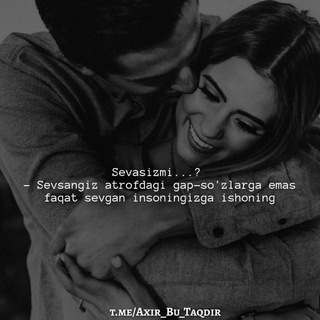 Sevasizmi...?
- Sevsangiz atrofdagi gap-so'zlarga emas
faqat sevgan insoningizga ishoning
t.me/Axir_Bu_Taqdir